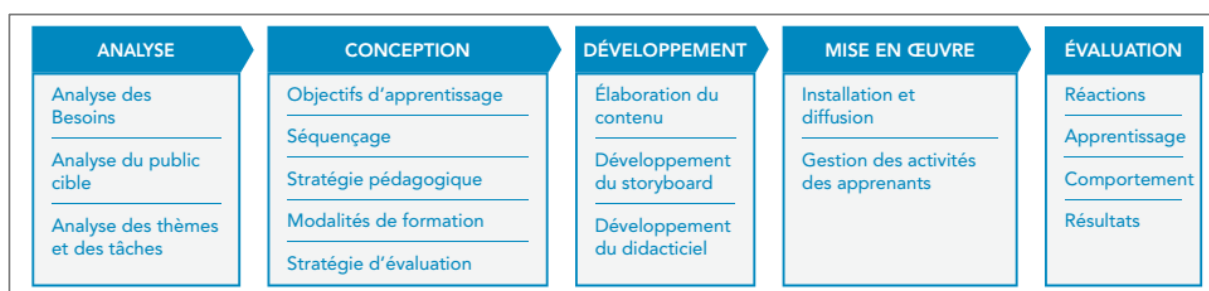 ANALYSE
Analyse des
Besoins
Analyse du public
cible
Analyse des thèmes
et des tâches
CONCEPTION
Objectifs d'apprentissage
Séquençage
Stratégie pédagogique
Modalités de formation
Stratégie d'évaluation
DÉVELOPPEMENT
Élaboration du
contenu
Développement
du storyboard
Développement
du didacticiel
MISE EN ŒUVRE
Installation et
diffusion
Gestion des activités
des apprenants
ÉVALUATION
Réactions
Apprentissage
Comportement
Résultats